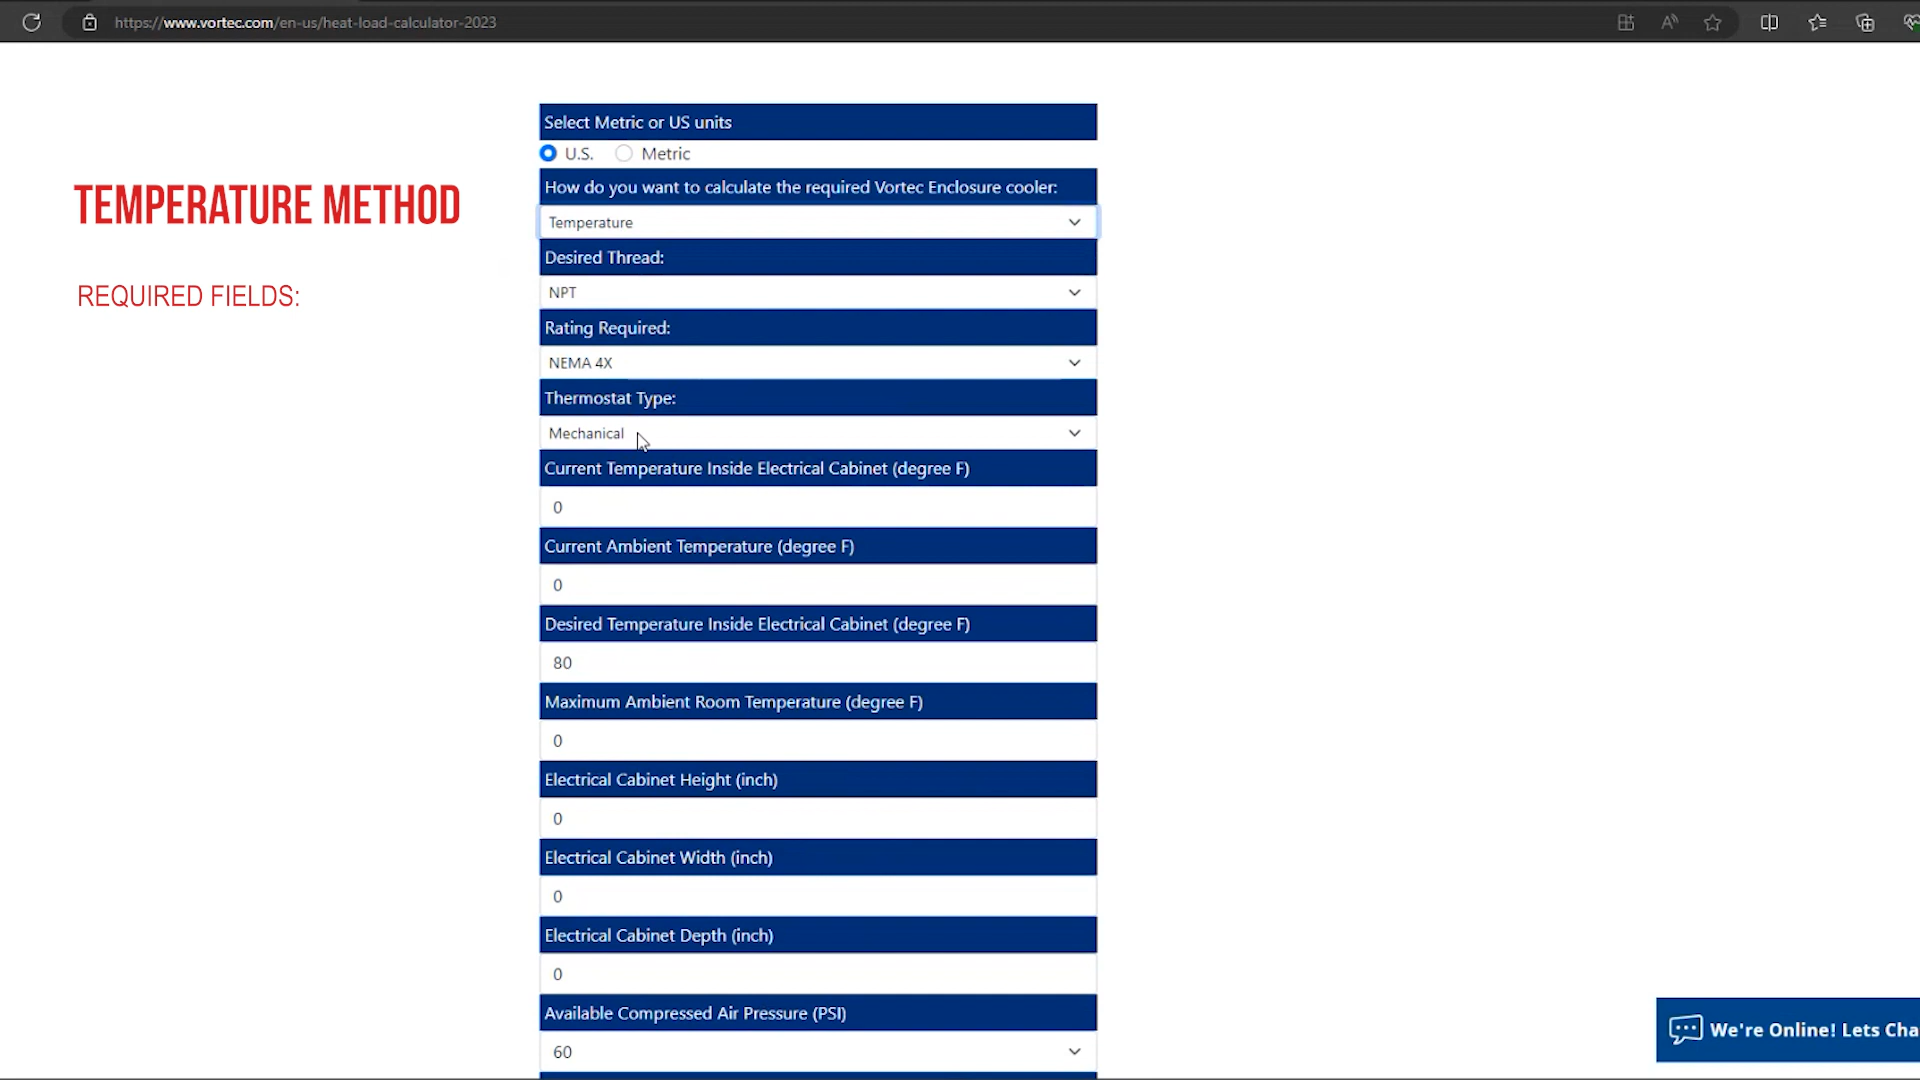 https://www.vortec.com/en-us/heat-load-calculator-2023
TEMPERATURE METHOD
REQUIRED FIELDS:
Select Metric or US units
U.S. Metric
How do you want to calculate the required Vortec Enclosure cooler:
Temperature
Desired Thread:
NPT
Rating Required:
NEMA 4X
Thermostat Type:
Mechanical
Current Temperature Inside Electrical Cabinet (degree F)
0
Current Ambient Temperature (degree F)
0
Desired Temperature Inside Electrical Cabinet (degree F)
80
Maximum Ambient Room Temperature (degree F)
0
Electrical Cabinet Height (inch)
0
Electrical Cabinet Width (inch)
0
Electrical Cabinet Depth (inch)
0
Available Compressed Air Pressure (PSI)
60
We're Online! Lets Cha